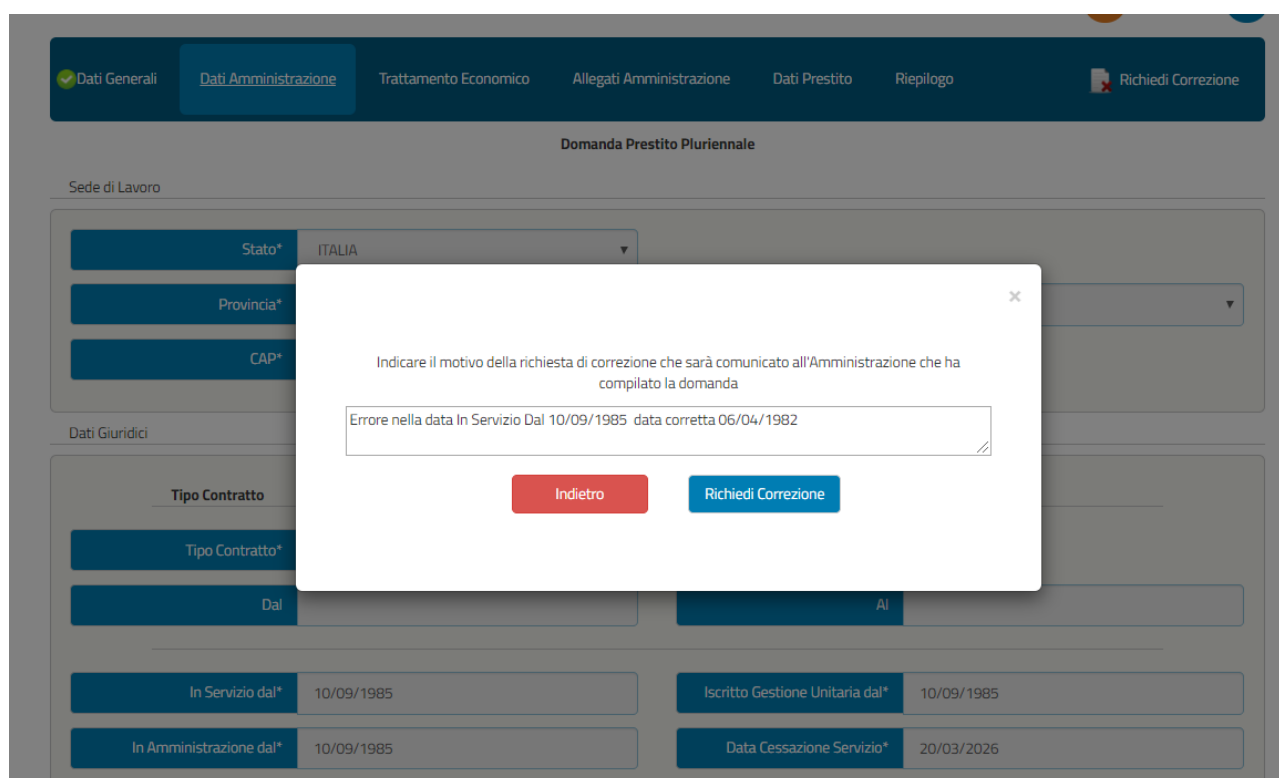 Dati Generali Dati Amministrazione Trattamento Economico Allegati Amministrazione Dati Prestito Riepilogo Richiedi Correzione
Domanda Prestito Pluriennale
Sede di Lavoro
Stato* ITALIA
Provincia*
CAP*
×
Indicare il motivo della richiesta di correzione che sarà comunicato all'Amministrazione che ha
compilato la domanda
Errore nella data In Servizio Dal 10/09/1985 data corretta 06/04/1982
Indietro Richiedi Correzione
Dati Giuridici
Tipo Contratto
Tipo Contratto*
Dal Al
In Servizio dal* 10/09/1985 Iscritto Gestione Unitaria dal* 10/09/1985
In Amministrazione dal* 10/09/1985 Data Cessazione Servizio* 20/03/2026